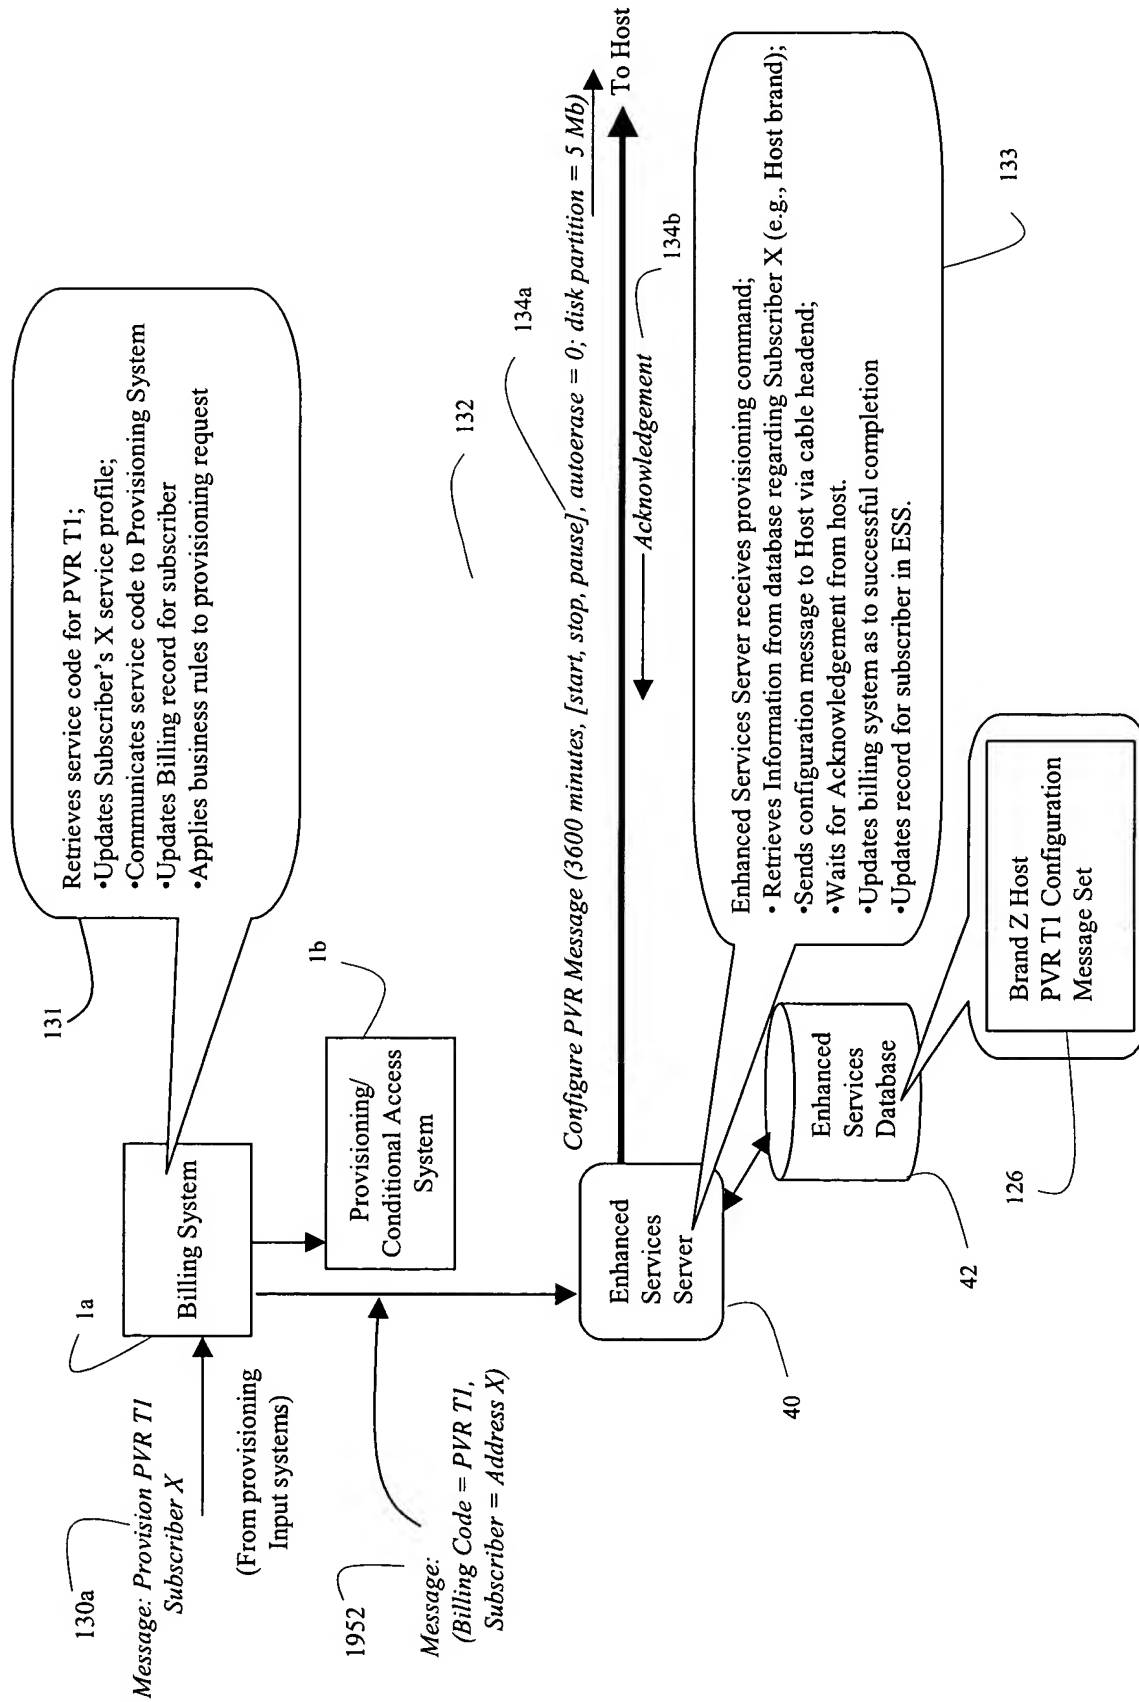 130a
Message: Provision PVR T1
Subscriber X
(From provisioning
Input systems)
1a
Billing System
131
Retrieves service code for PVR T1;
•Updates Subscriber's X service profile;
•Communicates service code to Provisioning System
•Updates Billing record for subscriber
•Applies business rules to provisioning request
1b
Provisioning/
Conditional Access
System
1952
Message:
(Billing Code = PVR T1,
Subscriber = Address X)
132
134a
Configure PVR Message (3600 minutes, [start, stop, pause], autoerase = 0; disk partition = 5 Mb)
To Host
Acknowledgement
134b
Enhanced
Services
Server
40
Enhanced Services Server receives provisioning command;
• Retrieves Information from database regarding Subscriber X (e.g., Host brand);
•Sends configuration message to Host via cable headend;
•Waits for Acknowledgement from host.
•Updates billing system as to successful completion
•Updates record for subscriber in ESS.
133
Enhanced
Services
Database
42
126
Brand Z Host
PVR T1 Configuration
Message Set